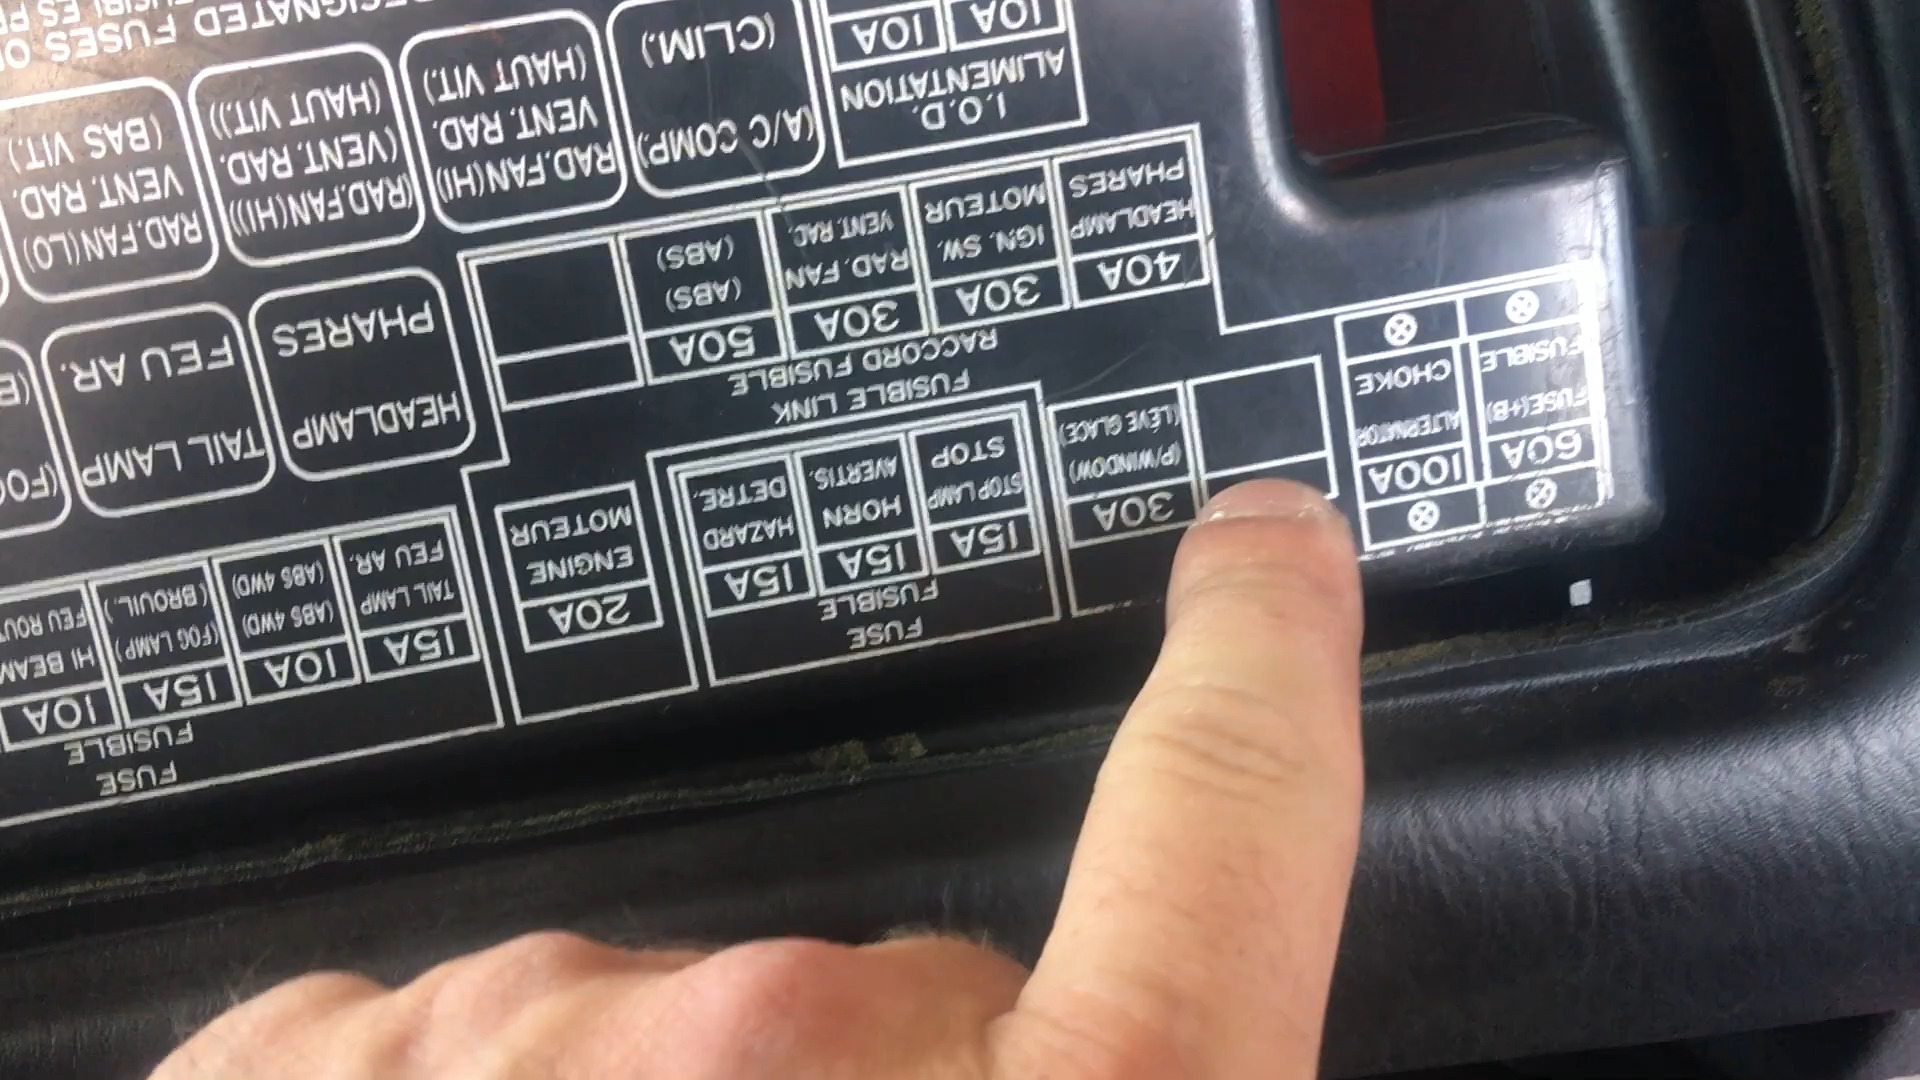 60A
FUSE(+B)
FUSIBLE
100A
ALTERNATOR
CHOKE
30A
(P/WINDOW)
(LEVE GLACE)
FUSE
FUSIBLE
15A
STOP LAMP
STOP
15A
HORN
AVERTIS.
15A
HAZARD
DETRE.
20A
ENGINE
MOTEUR
FUSE
FUSIBLE
15A
TAIL LAMP
FEU AR.
10A
(ABS 4WD)
(ABS 4WD)
15A
(FOG LAMP)
(BROUIL.)
10A
HI BEAM
FEU
FUSIBLE LINK
RACCORD FUSIBLE
40A
HEADLAMP
PHARES
30A
IGN. SW.
MOTEUR
30A
RAD.FAN
VENT. RAD.
50A
(ABS)
(ABS)
HEADLAMP
PHARES
TAIL LAMP
FEU AR.
I.O.D.
ALIMENTATION
10A
10A
(A/C COMP.)
(CLIM.)
RAD.FAN(HI)
VENT. RAD.
(HAUT VIT.)
(RAD.FAN(HI))
(VENT. RAD.
(HAUT VIT.))
RAD.FAN(LO)
VENT. RAD.
(BAS VIT.)
DESIGNATED FUSES